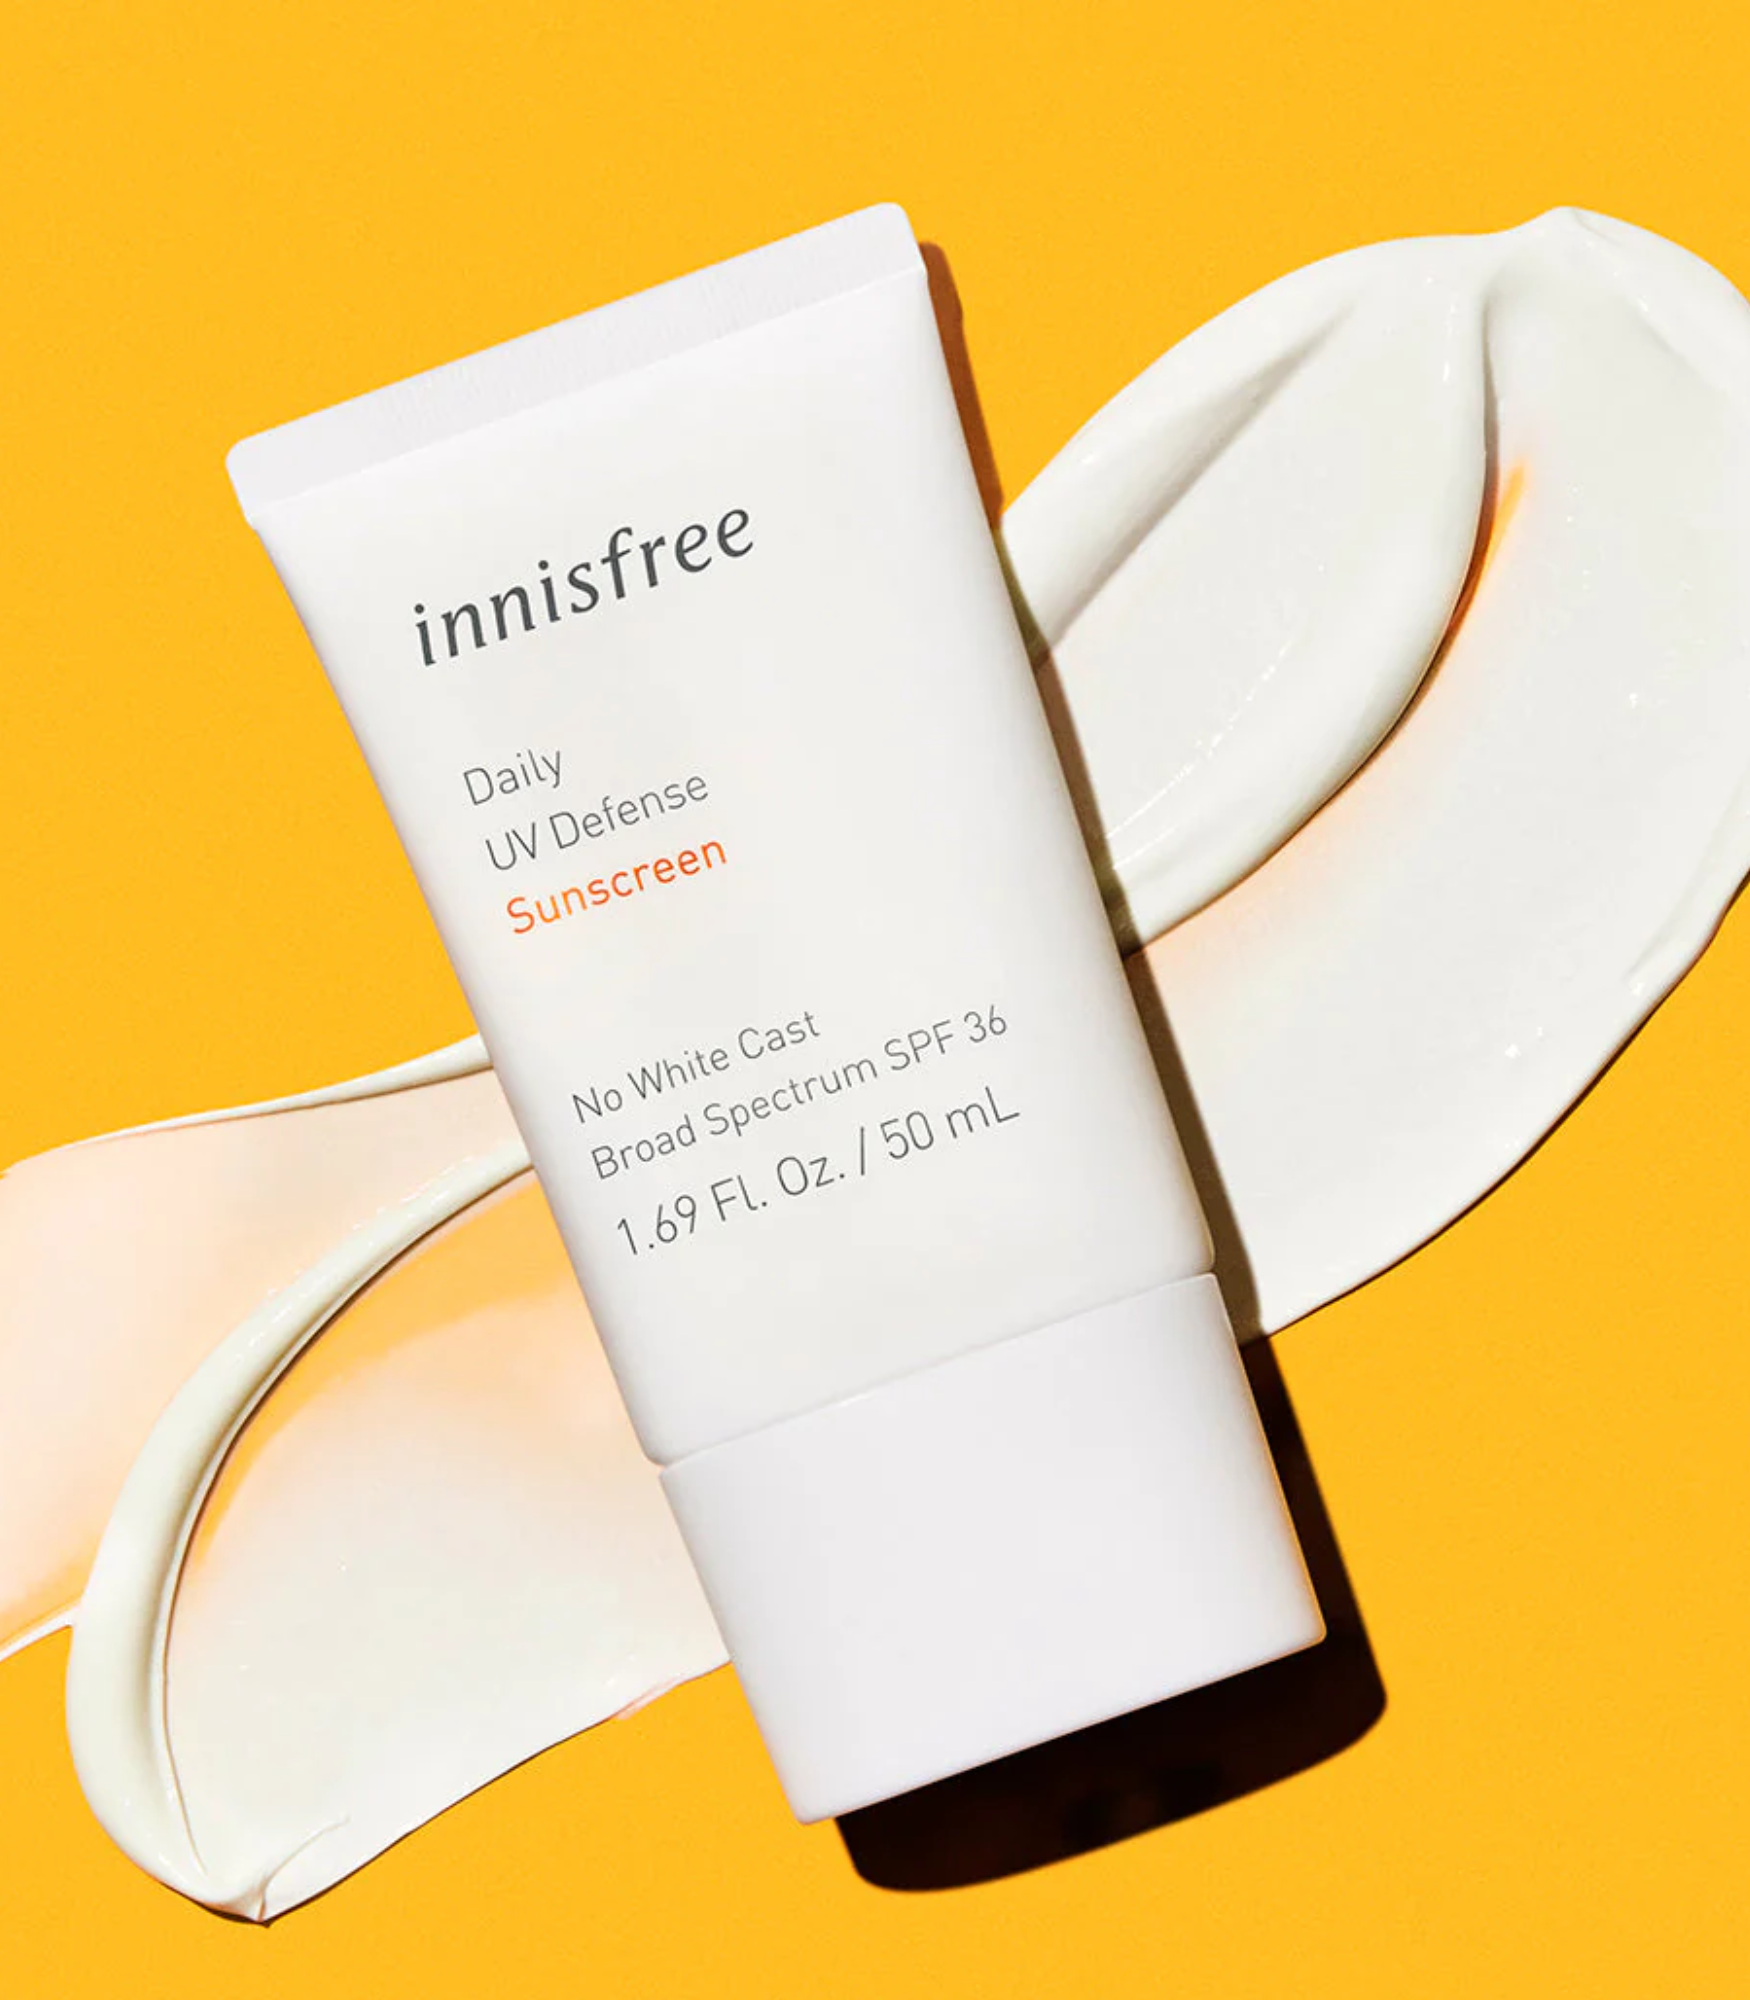 innisfree
Daily
UV Defense
Sunscreen
No White Cast
Broad Spectrum SPF 36
1.69 Fl. Oz. / 50 mL